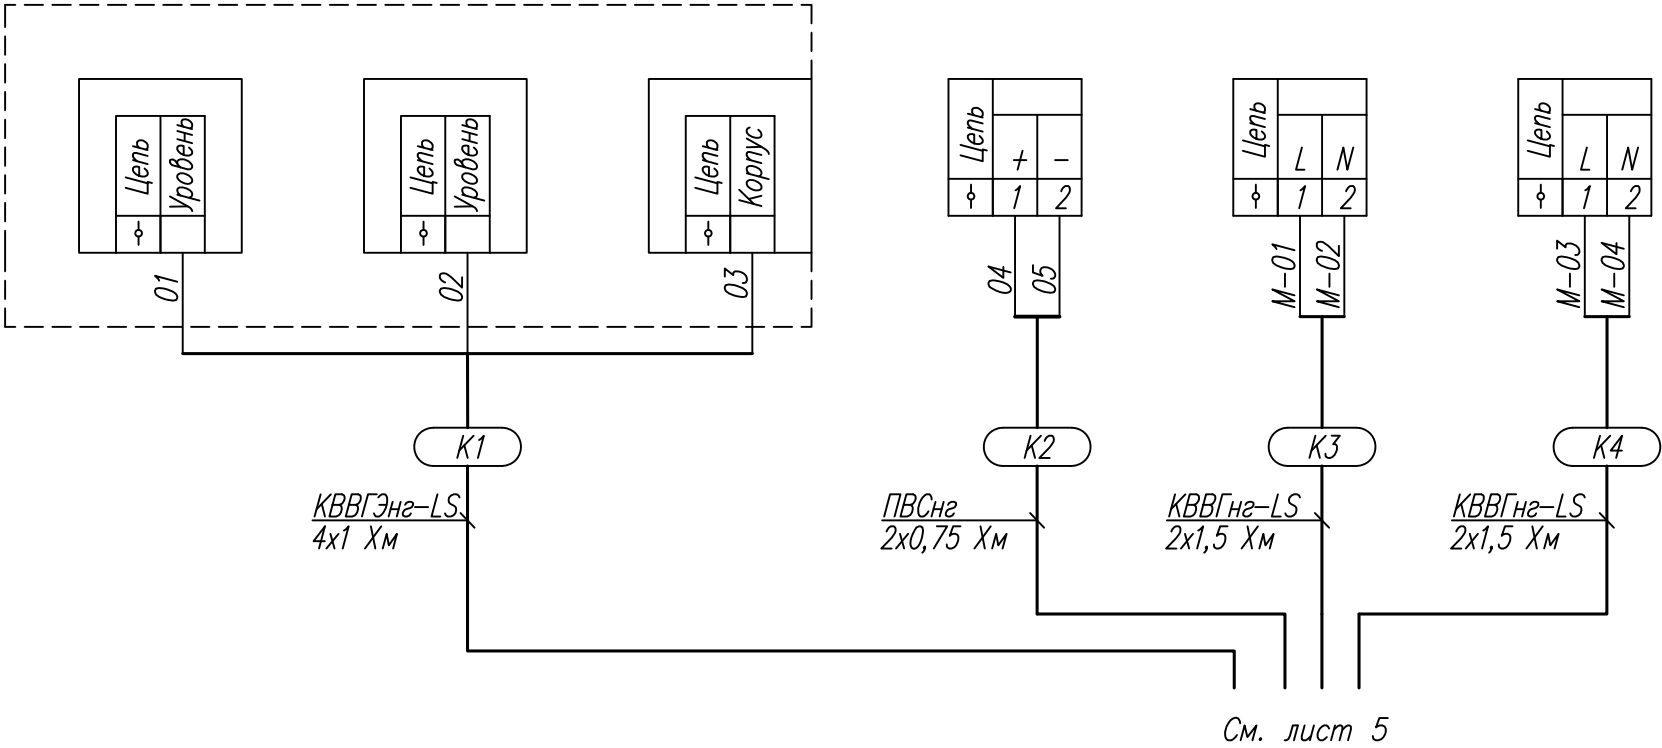 Цепь
Уровень
Цепь
Уровень
Цепь
Корпус
Цепь
+ −
1 2
Цепь
L N
1 2
Цепь
L N
1 2
01
02
03
04
05
М-01
М-02
М-03
М-04
К1
К2
К3
К4
КВВГЭнг-LS
4х1 Хм
ПВСнг
2х0,75 Хм
КВВГнг-LS
2х1,5 Хм
КВВГнг-LS
2х1,5 Хм
См. лист 5